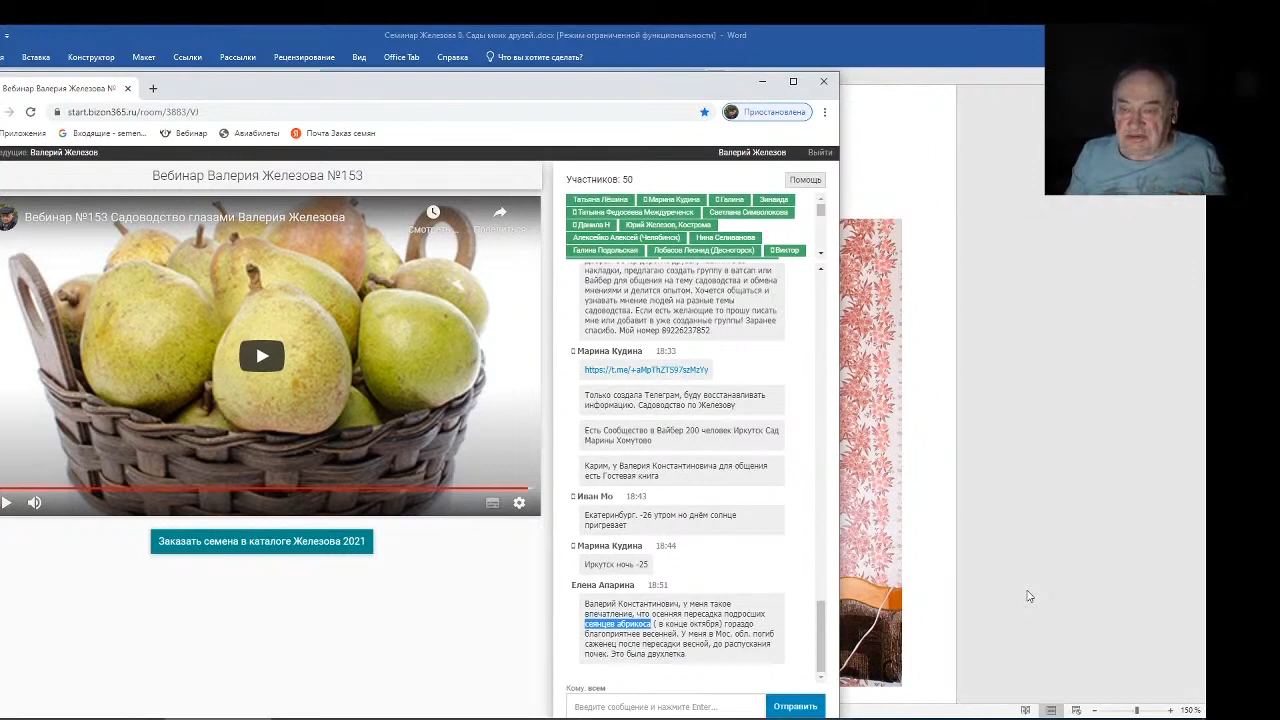 Семинар Железова 8, Сады моих друзей..docx [Режим ограниченной функциональности] - Word
Вставка Конструктор Макет Ссылки Рассылки Рецензирование Вид Office Tab Справка Что вы хотите сделать?
Вебинар Валерия Железова №
start.bizon365.ru/room/3883/VJ
Приостановлена
Приложения Входящие - semen... Вебинар Авиабилеты Почта Заказ семян
Валерий Железов
Валерий Железов Выйти
Вебинар Валерия Железова №153
Вебинар №153 Садоводство глазами Валерия Железова
Смотреть... Поделиться
Заказать семена в каталоге Железова 2021
Участников: 50
Помощь
Татьяна Лёшина Марина Кудина Галина Зинаида
Татьяна Федосеева Междуреченск Светлана Символокова
Данила Н Юрий Железов, Кострома
Алексейко Алексей (Челябинск) Нина Селиванова
Галина Подольская Лобасов Леонид (Десногорск) Виктор
накладки, предлагаю создать группу в ватсап или
Вайбер для общения на тему садоводства и обмена
мнениями и делится опытом. Хочется общаться и
узнавать мнение людей на разные темы
садоводства. Если есть желающие то прошу писать
мне или добавит в уже созданные группы! Заранее
спасибо. Мой номер 89226237852
Марина Кудина 18:33
https://t.me/+aMpThZTS97szMzYy
Только создала Телеграм, буду восстанавливать
информацию. Садоводство по Железову
Есть Сообщество в Вайбер 200 человек Иркутск Сад
Марины Хомутово
Карим, у Валерия Константиновича для общения
есть Гостевая книга
Иван Мо 18:43
Екатеринбург. -26 утром но днём солнце
пригревает
Марина Кудина 18:44
Иркутск ночь -25
Елена Апарина 18:51
Валерий Константинович, у меня такое
впечатление, что осенняя пересадка подросших
сеянцев абрикоса ( в конце октября) гораздо
благоприятнее весенней. У меня в Мос. обл. погиб
саженец после пересадки весной, до распускания
почек. Это была двухлетка.
Кому: всем
Введите сообщение и нажмите Enter...
Отправить
150 %